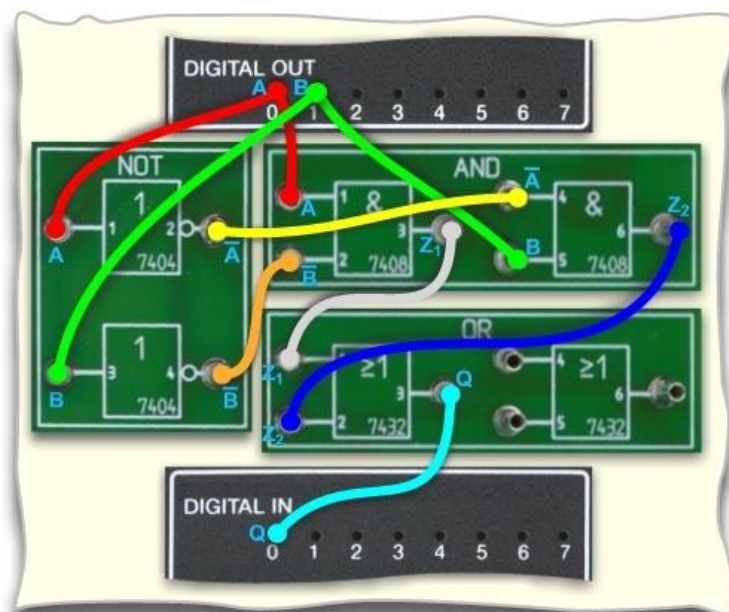 DIGITAL OUT
A B
0 1 2 3 4 5 6 7
NOT
1
1 2
7404
A A̅
1
3 4
7404
B B̅
AND
&
1 2 3
7408
A B̅ Z1
&
4 5 6
7408
A̅ B Z2
OR
≥1
2 3
7432
Z1 Z2 Q
≥1
4 5 6
7432
DIGITAL IN
Q
0 1 2 3 4 5 6 7